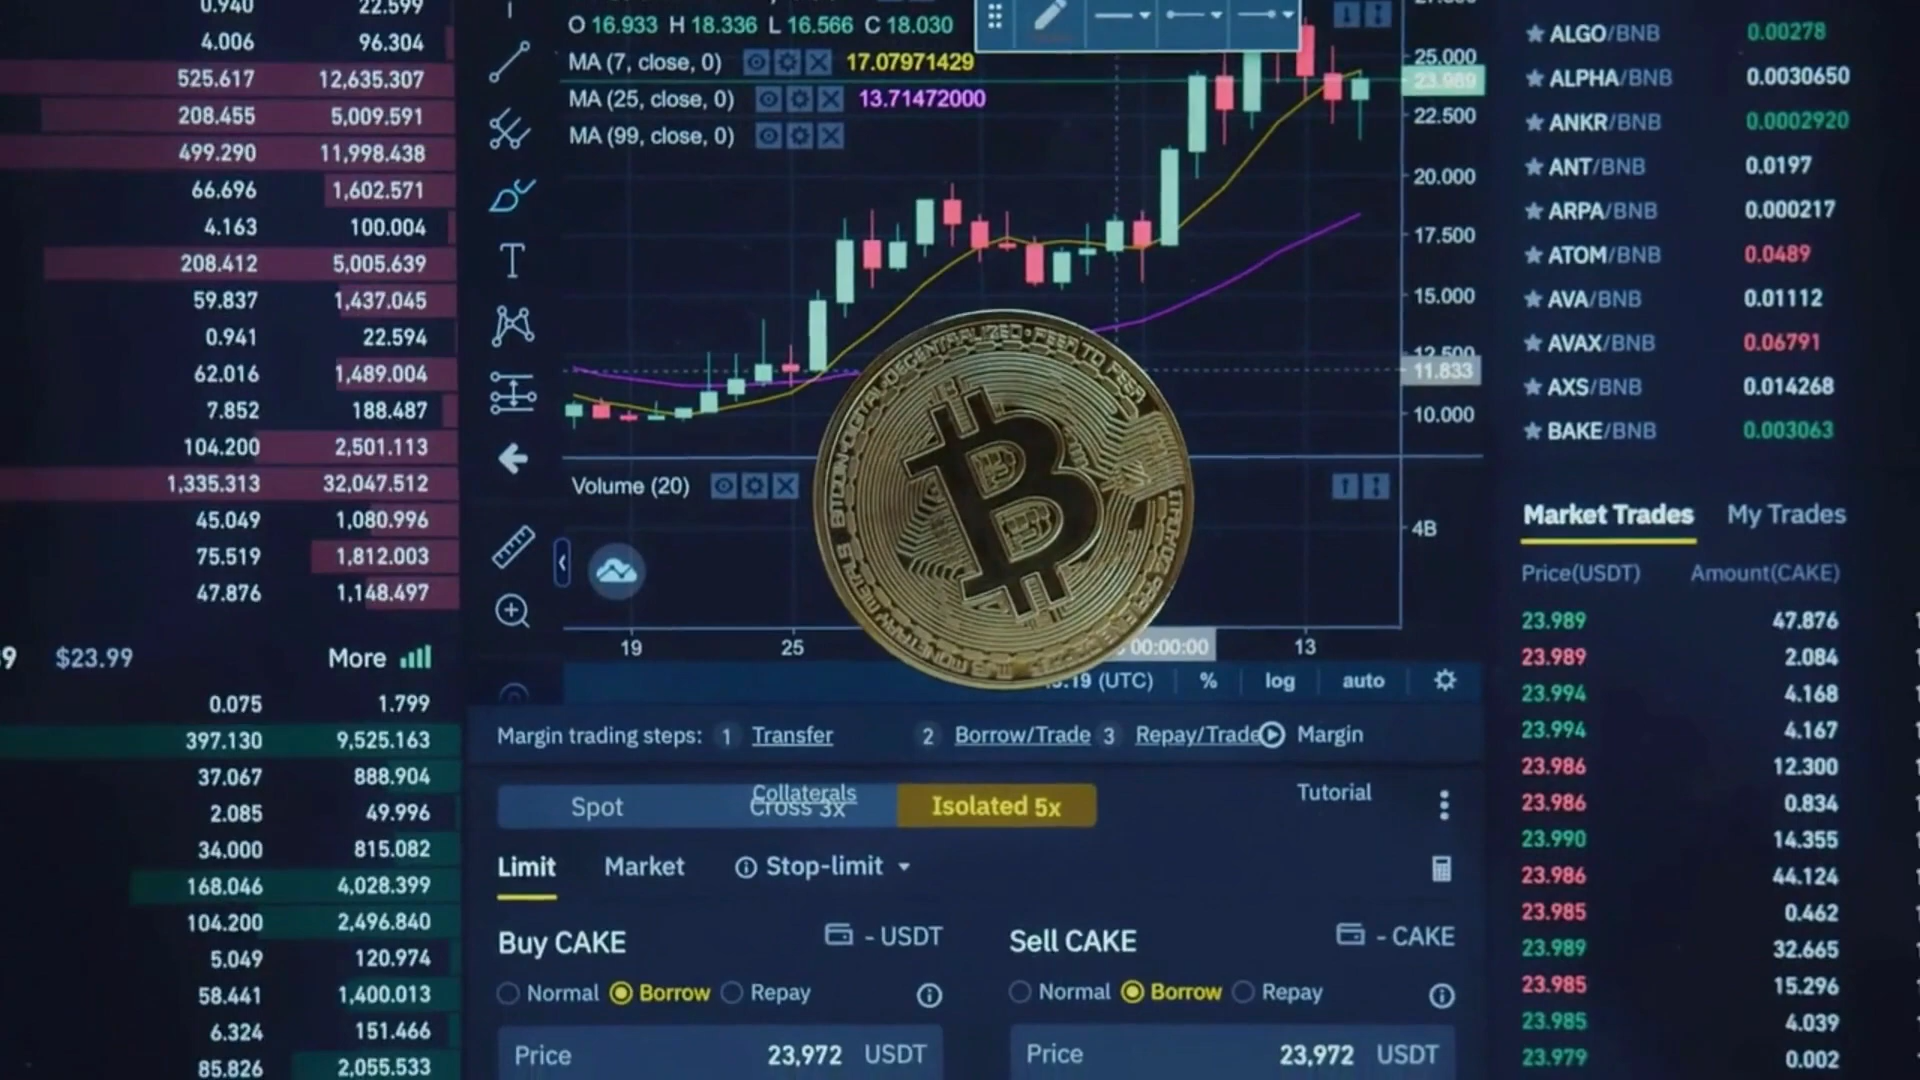 0.940 22.599
4.006 96.304
525.617 12,635.307
208.455 5,009.591
499.290 11,998.438
66.696 1,602.571
4.163 100.004
208.412 5,005.639
59.837 1,437.045
0.941 22.594
62.016 1,489.004
7.852 188.487
104.200 2,501.113
1,335.313 32,047.512
45.049 1,080.996
75.519 1,812.003
47.876 1,148.497
9 $23.99 More
0.075 1.799
397.130 9,525.163
37.067 888.904
2.085 49.996
34.000 815.082
168.046 4,028.399
104.200 2,496.840
5.049 120.974
58.441 1,400.013
6.324 151.466
85.826 2,055.533
O 16.933 H 18.336 L 16.566 C 18.030
MA (7, close, 0) 17.07971429
MA (25, close, 0) 13.71472000
MA (99, close, 0)
25.000
23.989
22.500
20.000
17.500
15.000
12.500
11.833
10.000
Volume (20)
4B
19 25 00:00:00 13
:19 (UTC) % log auto
DECENTRALIZED • PEER TO PEER
BITCOIN
B
Margin trading steps: 1 Transfer 2 Borrow/Trade 3 Repay/Trade Margin
Collaterals Tutorial
Spot Cross 3x Isolated 5x
Limit Market Stop-limit
Buy CAKE - USDT
Normal Borrow Repay
Price 23,972 USDT
Sell CAKE - CAKE
Normal Borrow Repay
Price 23,972 USDT
ALGO/BNB 0.00278
ALPHA/BNB 0.0030650
ANKR/BNB 0.0002920
ANT/BNB 0.0197
ARPA/BNB 0.000217
ATOM/BNB 0.0489
AVA/BNB 0.01112
AVAX/BNB 0.06791
AXS/BNB 0.014268
BAKE/BNB 0.003063
Market Trades My Trades
Price(USDT) Amount(CAKE)
23.989 47.876
23.989 2.084
23.994 4.168
23.994 4.167
23.986 12.300
23.986 0.834
23.990 14.355
23.986 44.124
23.985 0.462
23.989 32.665
23.985 15.296
23.985 4.039
23.979 0.002